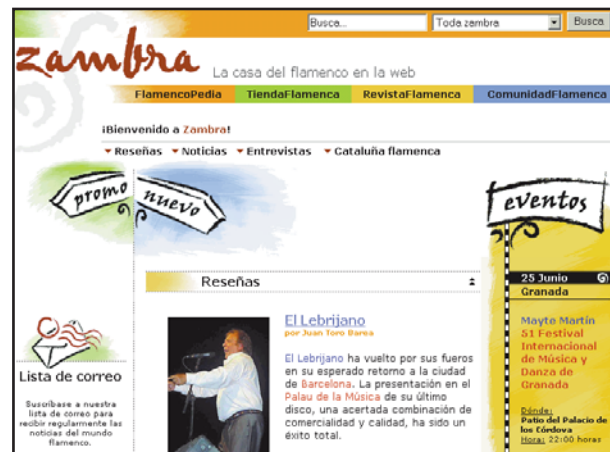 Busca... Toda zambra Busca
zambra
La casa del flamenco en la web
FlamencoPedia TiendaFlamenca RevistaFlamenca ComunidadFlamenca
¡Bienvenido a Zambra!
Reseñas Noticias Entrevistas Cataluña flamenca
promo
nuevo
Reseñas
El Lebrijano
por Juan Toro Barea
El Lebrijano ha vuelto por sus fueros
en su esperado retorno a la ciudad
de Barcelona. La presentación en el
Palau de la Música de su último
disco, una acertada combinación de
comercialidad y calidad, ha sido un
éxito total.
Lista de correo
Suscríbase a nuestra
lista de correo para
recibir regularmente las
noticias del mundo
flamenco.
eventos
25 Junio
Granada
Mayte Martín
51 Festival
Internacional
de Música y
Danza de
Granada
Dónde:
Patio del Palacio de
los Córdova
Hora: 22:00 horas